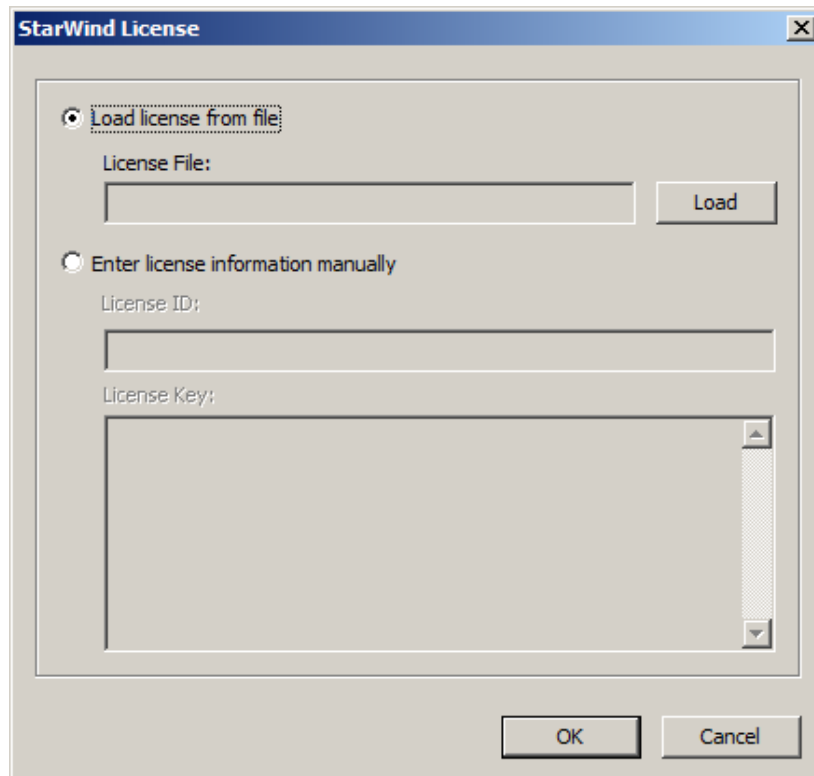 StarWind License
Load license from file
License File:
Load
Enter license information manually
License ID:
License Key:
OK Cancel